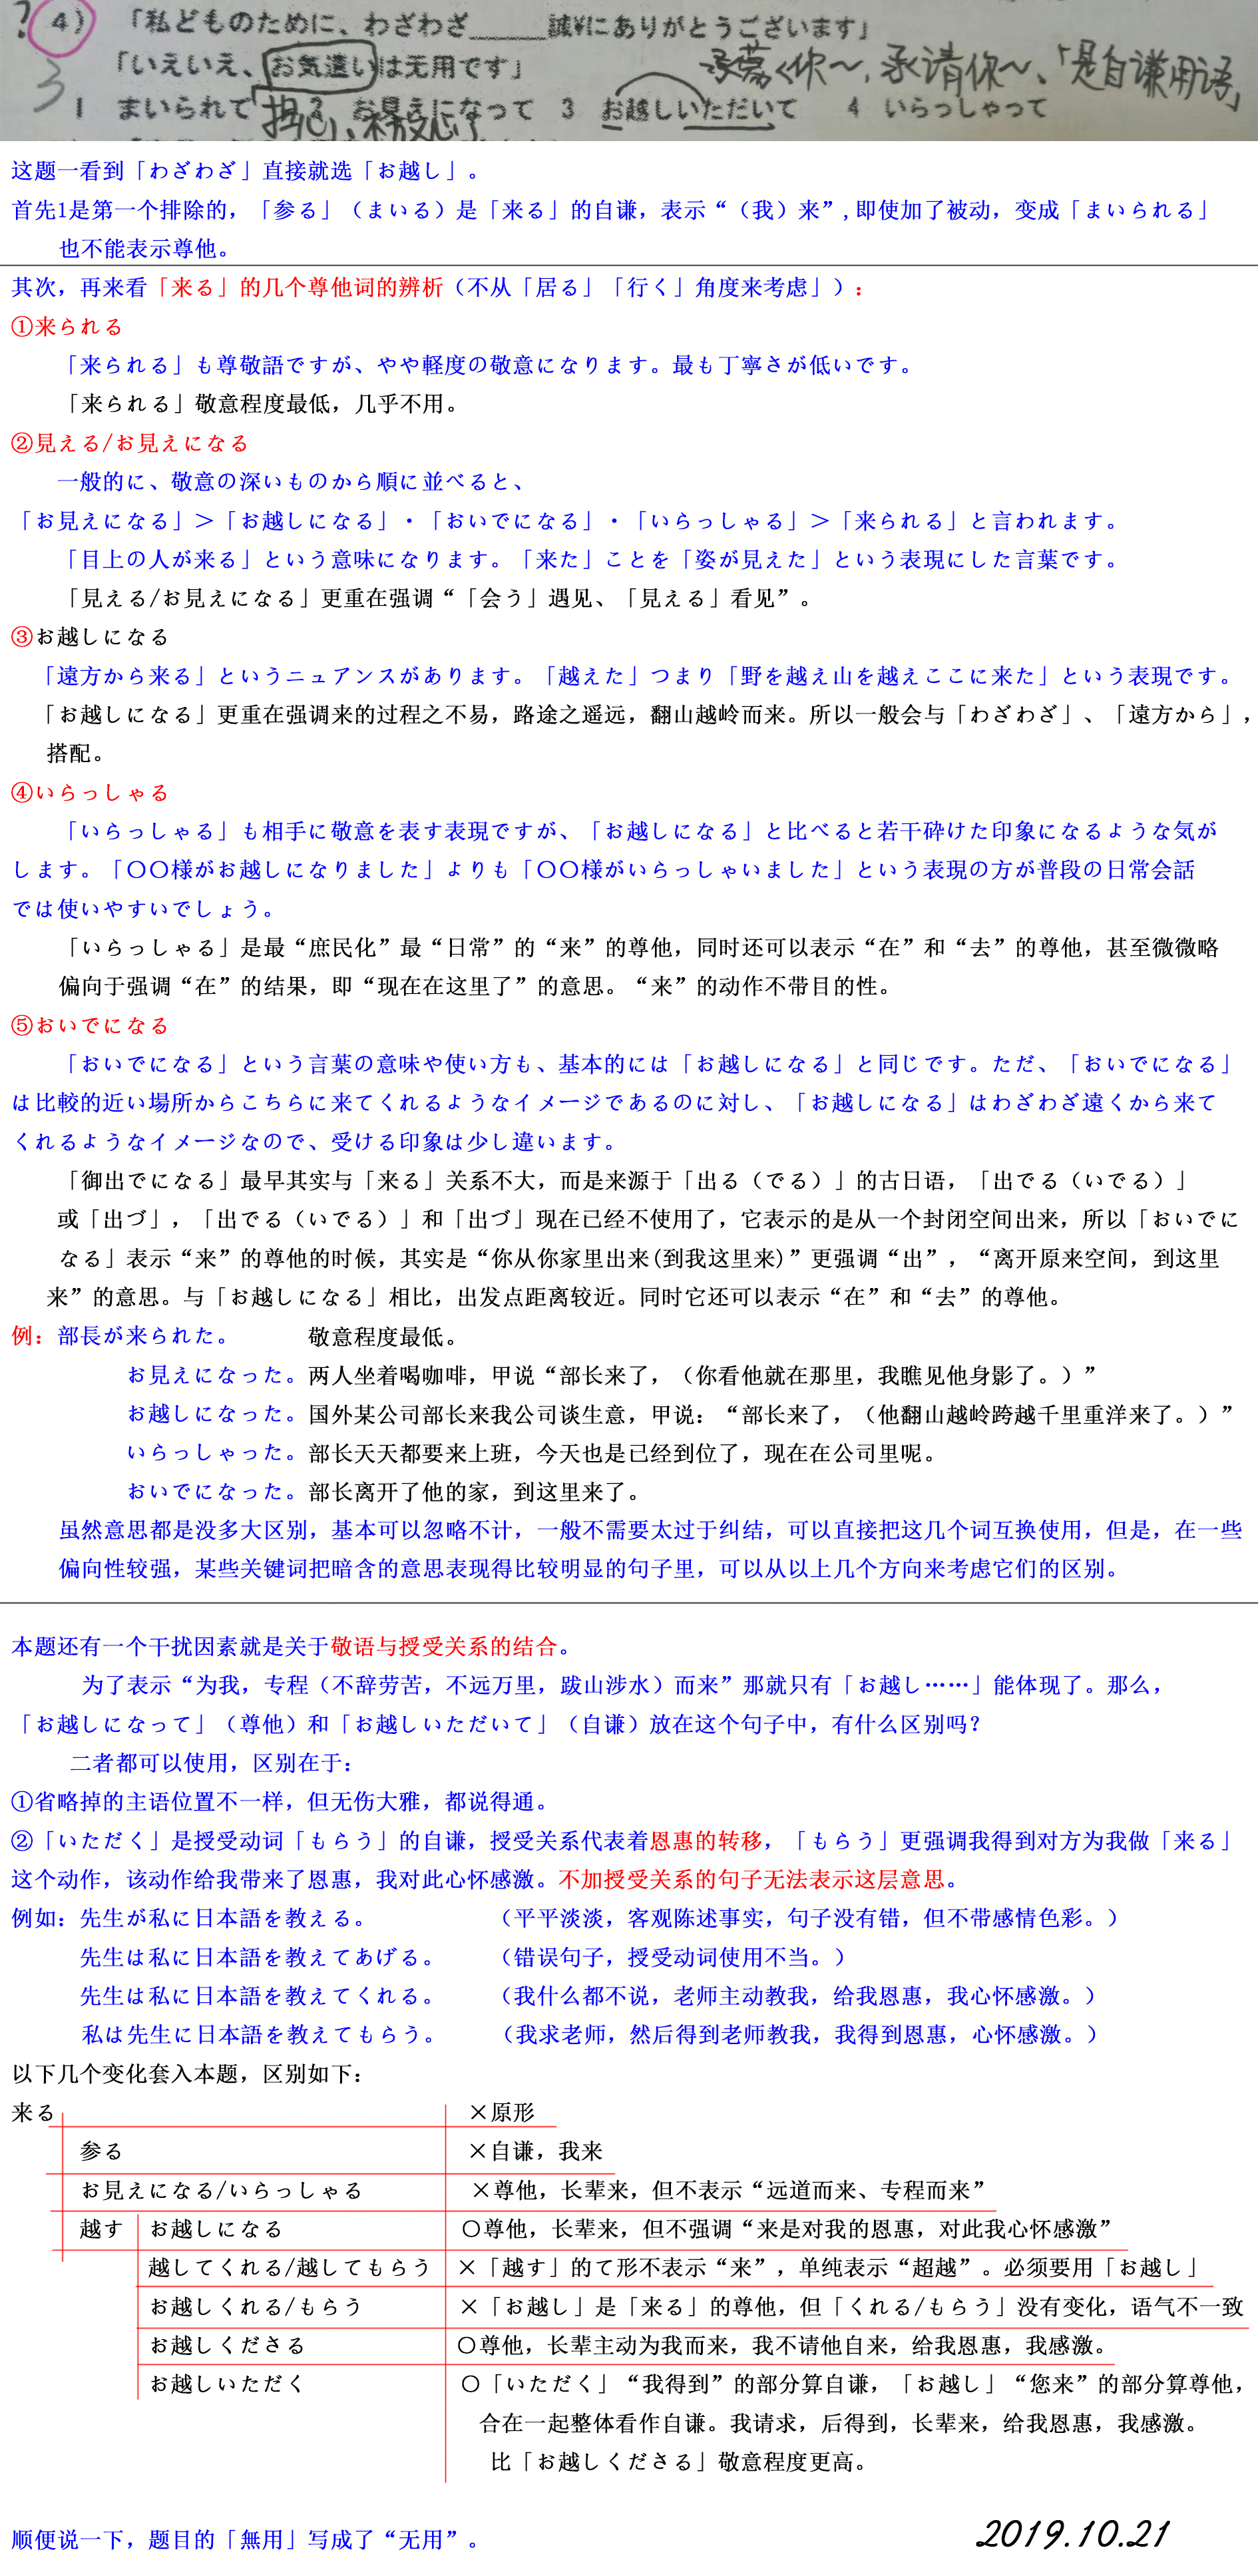 ?
4) 「私どものために、わざわざ______誠¥にありがとうございます」
「いえいえ、お気遣いは无用です」
承蒙您~,承请你~、「是自谦用语」
3
1 まいられて 2 お見えになって 3 お越しいただいて 4 いらっしゃって
担心、不放心
这题一看到「わざわざ」直接就选「お越し」。
首先1是第一个排除的,「参る」(まいる)是「来る」的自谦,表示“(我)来”,即使加了被动,变成「まいられる」
也不能表示尊他。
其次,再来看「来る」的几个尊他词的辨析(不从「居る」「行く」角度来考虑」):
①来られる
「来られる」も尊敬語ですが、やや軽度の敬意になります。最も丁寧さが低いです。
「来られる」敬意程度最低,几乎不用。
②見える/お見えになる
一般的に、敬意の深いものから順に並べると、
「お見えになる」>「お越しになる」・「おいでになる」・「いらっしゃる」>「来られる」と言われます。
「目上の人が来る」という意味になります。「来た」ことを「姿が見えた」という表現にした言葉です。
「見える/お見えになる」更重在强调“「会う」遇见、「見える」看见”。
③お越しになる
「遠方から来る」というニュアンスがあります。「越えた」つまり「野を越え山を越えここに来た」という表現です。
「お越しになる」更重在强调来的过程之不易,路途之遥远,翻山越岭而来。所以一般会与「わざわざ」、「遠方から」,
搭配。
④いらっしゃる
「いらっしゃる」も相手に敬意を表す表現ですが、「お越しになる」と比べると若干砕けた印象になるような気が
します。「〇〇様がお越しになりました」よりも「〇〇様がいらっしゃいました」という表現の方が普段の日常会話
では使いやすいでしょう。
「いらっしゃる」是最“庶民化”最“日常”的“来”的尊他,同时还可以表示“在”和“去”的尊他,甚至微微略
偏向于强调“在”的结果,即“现在在这里了”的意思。“来”的动作不带目的性。
⑤おいでになる
「おいでになる」という言葉の意味や使い方も、基本的には「お越しになる」と同じです。ただ、「おいでになる」
は比較的近い場所からこちらに来てくれるようなイメージであるのに対し、「お越しになる」はわざわざ遠くから来て
くれるようなイメージなので、受ける印象は少し違います。
「御出でになる」最早其实与「来る」关系不大,而是来源于「出る(でる)」的古日语,「出でる(いでる)」
或「出づ」,「出でる(いでる)」和「出づ」现在已经不使用了,它表示的是从一个封闭空间出来,所以「おいでに
なる」表示“来”的尊他的时候,其实是“你从你家里出来(到我这里来)”更强调“出”,“离开原来空间,到这里
来”的意思。与「お越しになる」相比,出发点距离较近。同时它还可以表示“在”和“去”的尊他。
例:部長が来られた。 敬意程度最低。
お見えになった。两人坐着喝咖啡,甲说“部长来了,(你看他就在那里,我瞧见他身影了。)”
お越しになった。国外某公司部长来我公司谈生意,甲说:“部长来了,(他翻山越岭跨越千里重洋来了。)”
いらっしゃった。部长天天都要来上班,今天也是已经到位了,现在在公司里呢。
おいでになった。部长离开了他的家,到这里来了。
虽然意思都是没多大区别,基本可以忽略不计,一般不需要太过于纠结,可以直接把这几个词互换使用,但是,在一些
偏向性较强,某些关键词把暗含的意思表现得比较明显的句子里,可以从以上几个方向来考虑它们的区别。
本题还有一个干扰因素就是关于敬语与授受关系的结合。
为了表示“为我,专程(不辞劳苦,不远万里,跋山涉水)而来”那就只有「お越し……」能体现了。那么,
「お越しになって」(尊他)和「お越しいただいて」(自谦)放在这个句子中,有什么区别吗?
二者都可以使用,区别在于:
①省略掉的主语位置不一样,但无伤大雅,都说得通。
②「いただく」是授受动词「もらう」的自谦,授受关系代表着恩惠的转移,「もらう」更强调我得到对方为我做「来る」
这个动作,该动作给我带来了恩惠,我对此心怀感激。不加授受关系的句子无法表示这层意思。
例如:先生が私に日本語を教える。 (平平淡淡,客观陈述事实,句子没有错,但不带感情色彩。)
先生は私に日本語を教えてあげる。 (错误句子,授受动词使用不当。)
先生は私に日本語を教えてくれる。 (我什么都不说,老师主动教我,给我恩惠,我心怀感激。)
私は先生に日本語を教えてもらう。 (我求老师,然后得到老师教我,我得到恩惠,心怀感激。)
以下几个变化套入本题,区别如下:
来る ×原形
参る ×自谦,我来
お見えになる/いらっしゃる ×尊他,长辈来,但不表示“远道而来、专程而来”
越す お越しになる 〇尊他,长辈来,但不强调“来是对我的恩惠,对此我心怀感激”
越してくれる/越してもらう ×「越す」的て形不表示“来”,单纯表示“超越”。必须要用「お越し」
お越しくれる/もらう ×「お越し」是「来る」的尊他,但「くれる/もらう」没有变化,语气不一致
お越しくださる 〇尊他,长辈主动为我而来,我不请他自来,给我恩惠,我感激。
お越しいただく 〇「いただく」“我得到”的部分算自谦,「お越し」“您来”的部分算尊他,
合在一起整体看作自谦。我请求,后得到,长辈来,给我恩惠,我感激。
比「お越しくださる」敬意程度更高。
顺便说一下,题目的「無用」写成了“无用”。
2019.10.21